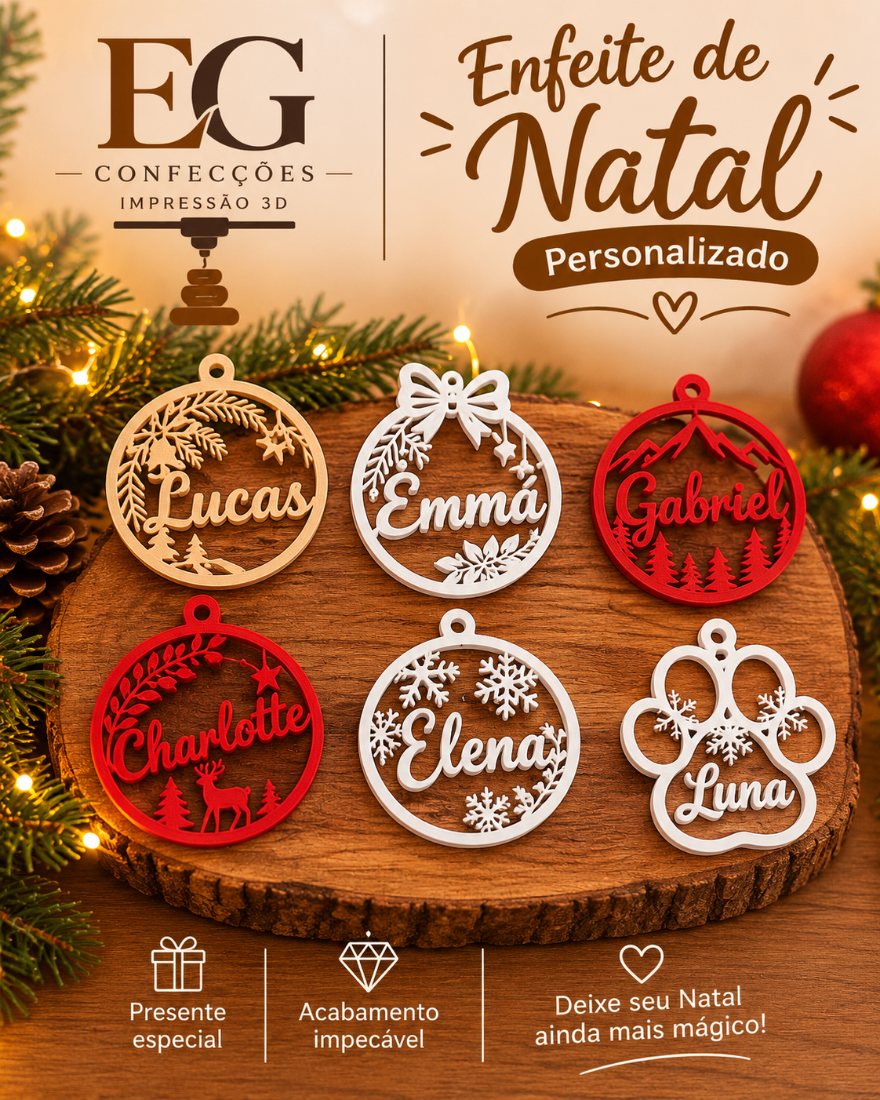 EG
CONFECÇÕES
IMPRESSÃO 3D
Enfeite de
Natal
Personalizado
Lucas
Emmá
Gabriel
Charlotte
Elena
Luna
Presente
especial
Acabamento
impecável
Deixe seu Natal
ainda mais mágico!